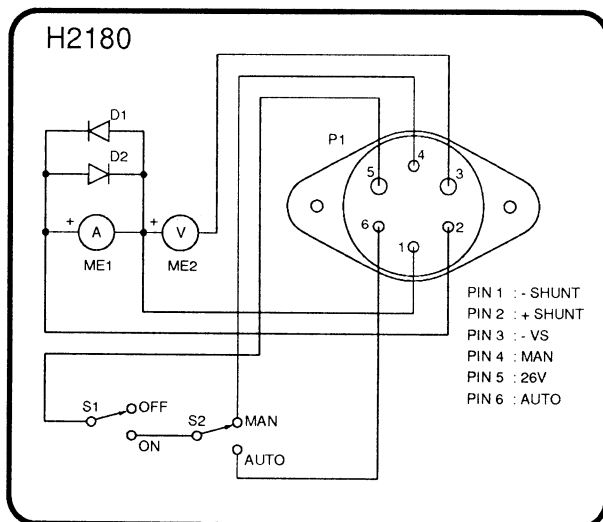 H2180
D1
D2
+ A
ME1
+ V
ME2
P1
4
5
3
6
2
1
PIN 1 : - SHUNT
PIN 2 : + SHUNT
PIN 3 : - VS
PIN 4 : MAN
PIN 5 : 26V
PIN 6 : AUTO
S1
OFF
ON
S2
MAN
AUTO